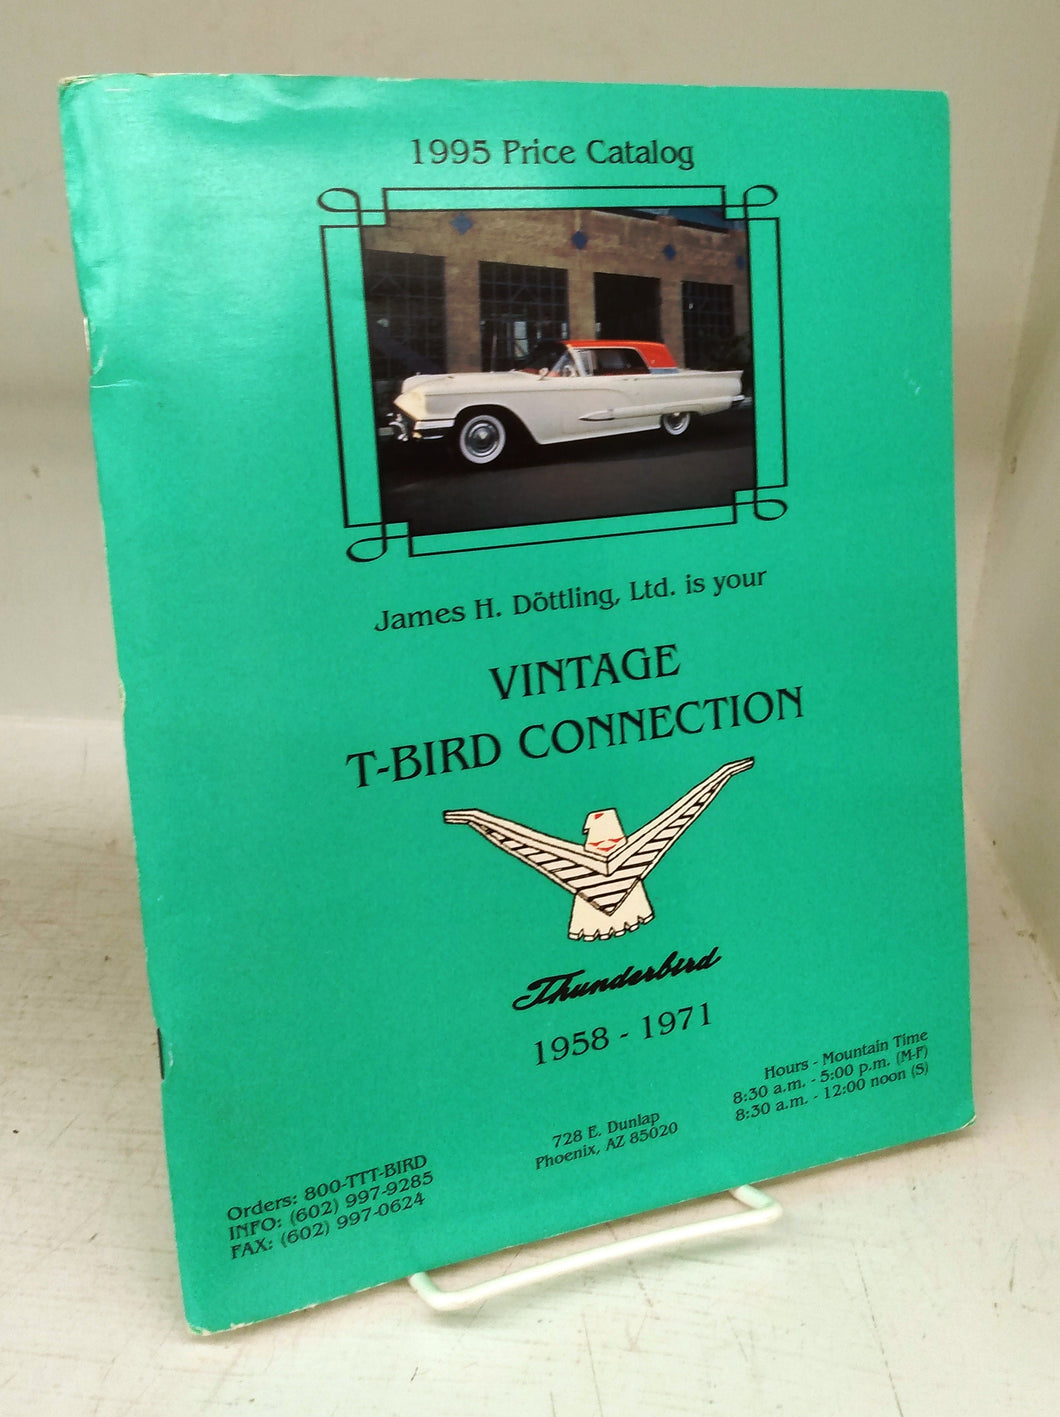 1995 Price Catalog
James H. Döttling, Ltd. is your
VINTAGE
T-BIRD CONNECTION
Thunderbird
1958 - 1971
Hours - Mountain Time
8:30 a.m. - 5:00 p.m. (M-F)
8:30 a.m. - 12:00 noon (S)
728 E. Dunlap
Phoenix, AZ 85020
Orders: 800-TTT-BIRD
INFO: (602) 997-9285
FAX: (602) 997-0624